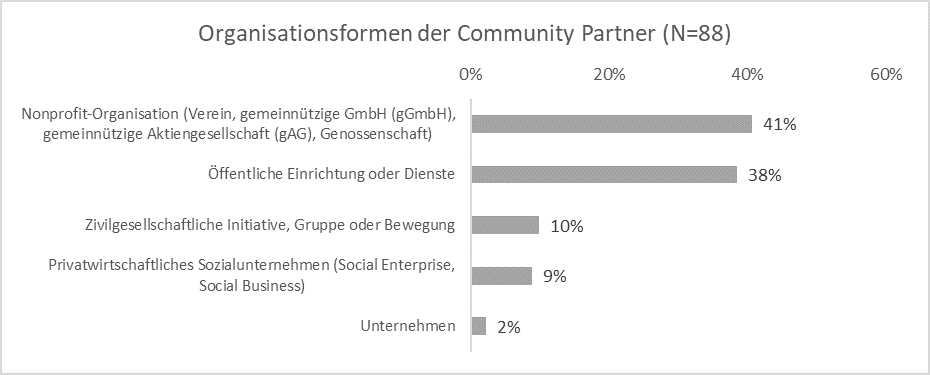 Organisationsformen der Community Partner (N=88)
0% 20% 40% 60%
Nonprofit-Organisation (Verein, gemeinnützige GmbH (gGmbH),
gemeinnützige Aktiengesellschaft (gAG), Genossenschaft)
41%
Öffentliche Einrichtung oder Dienste
38%
Zivilgesellschaftliche Initiative, Gruppe oder Bewegung
10%
Privatwirtschaftliches Sozialunternehmen (Social Enterprise,
Social Business)
9%
Unternehmen
2%